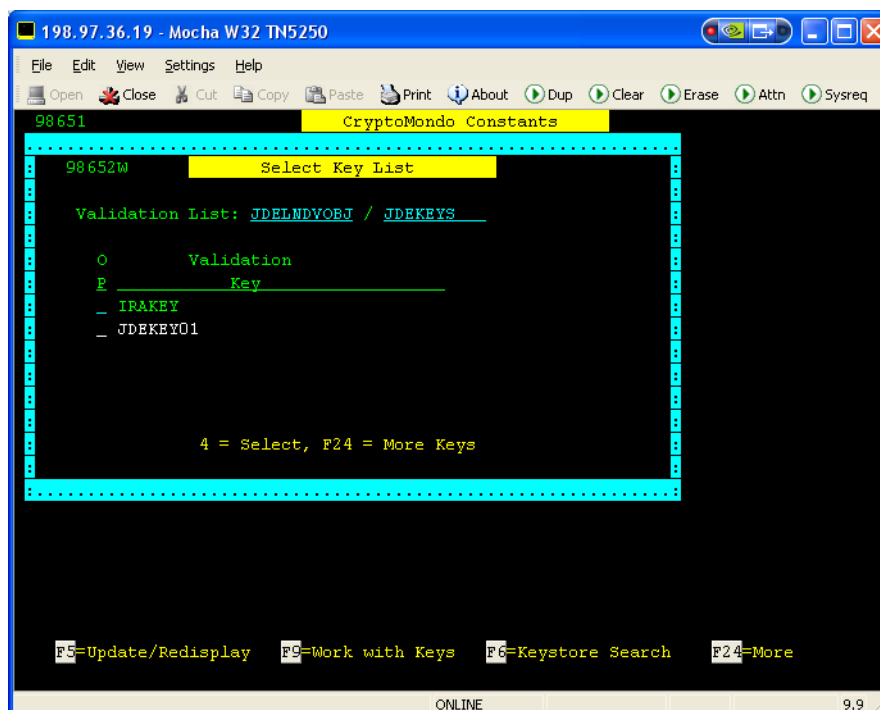 198.97.36.19 - Mocha W32 TN5250
File Edit View Settings Help
Open Close Cut Copy Paste Print About Dup Clear Erase Attn Sysreq
98651 CryptoMondo Constants
98652W Select Key List
Validation List: JDELNDVOBJ / JDEKEYS
O Validation
P Key
_ IRAKEY
_ JDEKEY01
4 = Select, F24 = More Keys
F5=Update/Redisplay F9=Work with Keys F6=Keystore Search F24=More
ONLINE 9,9